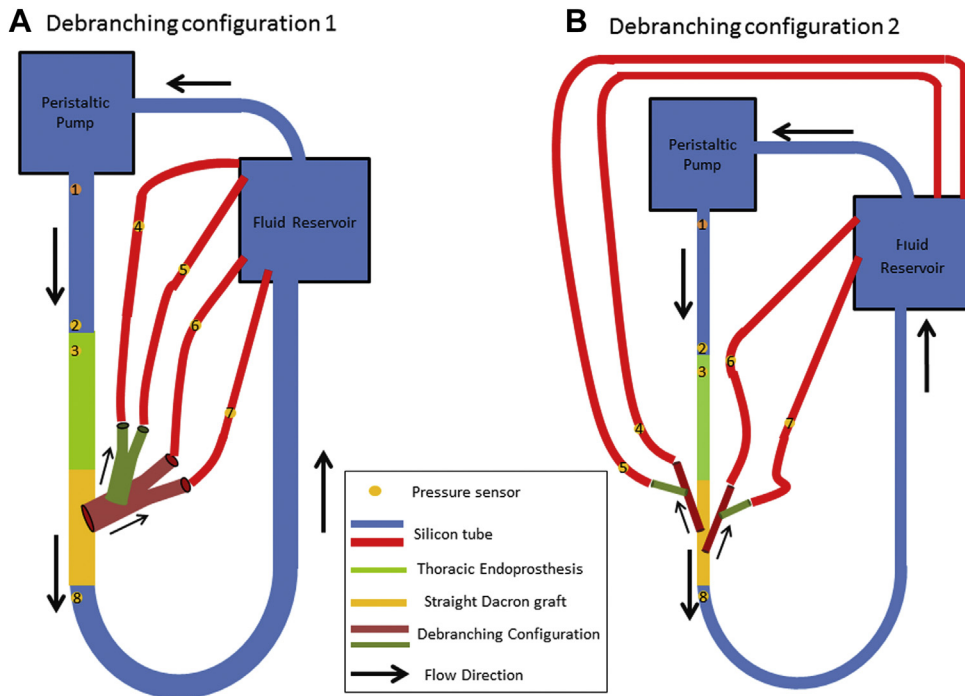 A Debranching configuration 1
Peristaltic
Pump
1
2
3
4
5
6
7
8
Fluid Reservoir
B Debranching configuration 2
Peristaltic
Pump
1
2
3
4
5
6
7
8
Fluid
Reservoir
Pressure sensor
Silicon tube
Thoracic Endoprosthesis
Straight Dacron graft
Debranching Configuration
Flow Direction